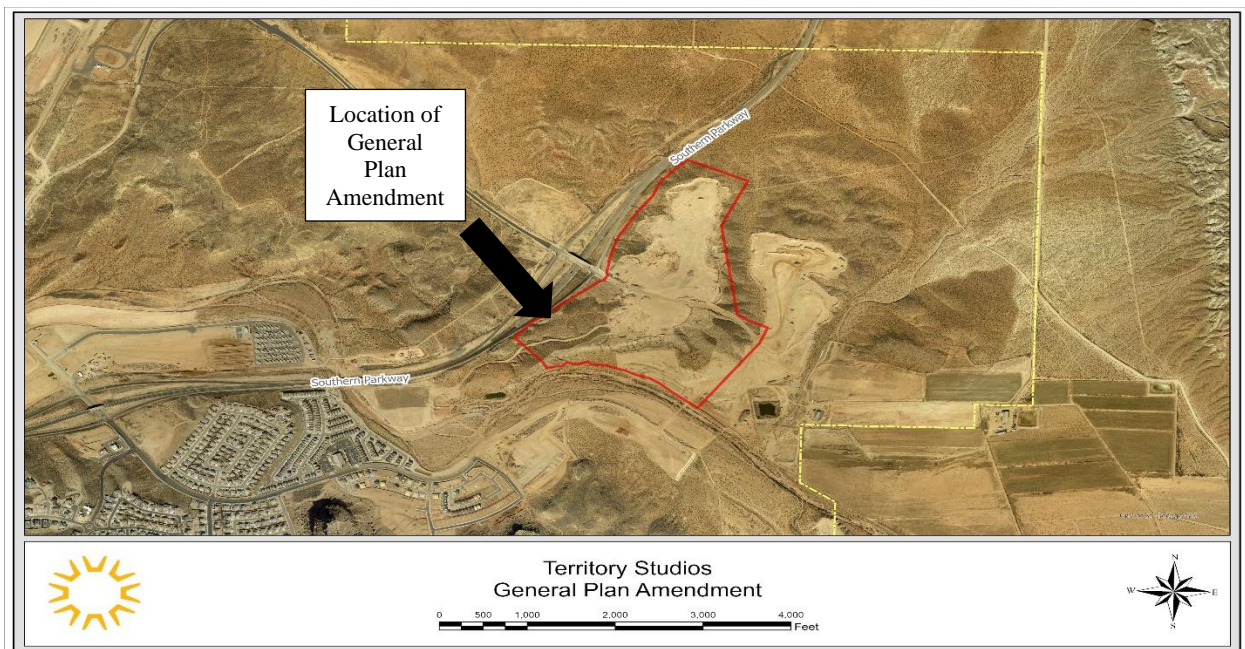 Location of
General
Plan
Amendment
Southern Parkway
Southern Parkway
Territory Studios
General Plan Amendment
0 500 1,000 2,000 3,000 4,000
Feet
N
W E
S